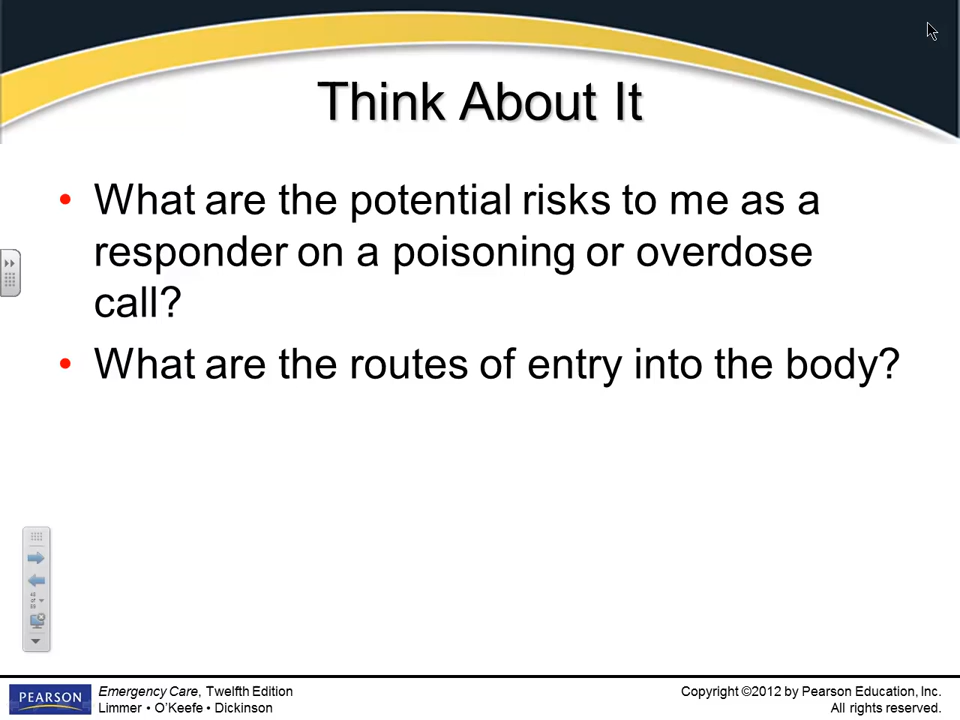 Think About It
• What are the potential risks to me as a
responder on a poisoning or overdose
call?
• What are the routes of entry into the body?
PEARSON
Emergency Care, Twelfth Edition
Limmer • O'Keefe • Dickinson
Copyright ©2012 by Pearson Education, Inc.
All rights reserved.